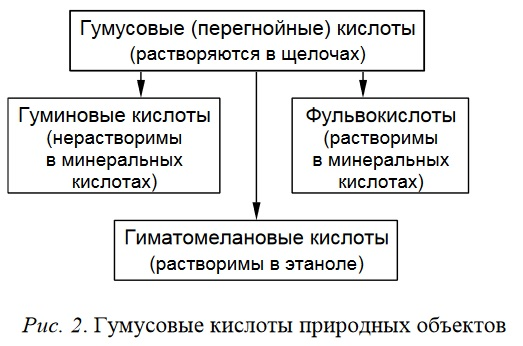 Гумусовые (перегнойные) кислоты
(растворяются в щелочах)
Гуминовые кислоты
(нерастворимы
в минеральных
кислотах)
Фульвокислоты
(растворимы
в минеральных
кислотах)
Гиматомелановые кислоты
(растворимы в этаноле)
Рис. 2. Гумусовые кислоты природных объектов